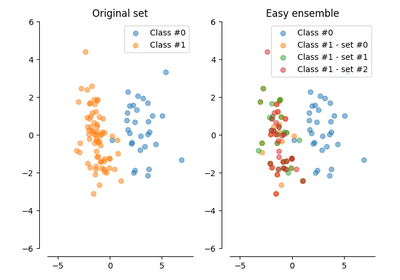 Original set
Easy ensemble
6
4
2
0
−2
−4
−6
−5
0
5
Class #0
Class #1
6
4
2
0
−2
−4
−6
−5
0
5
Class #0
Class #1 - set #0
Class #1 - set #1
Class #1 - set #2